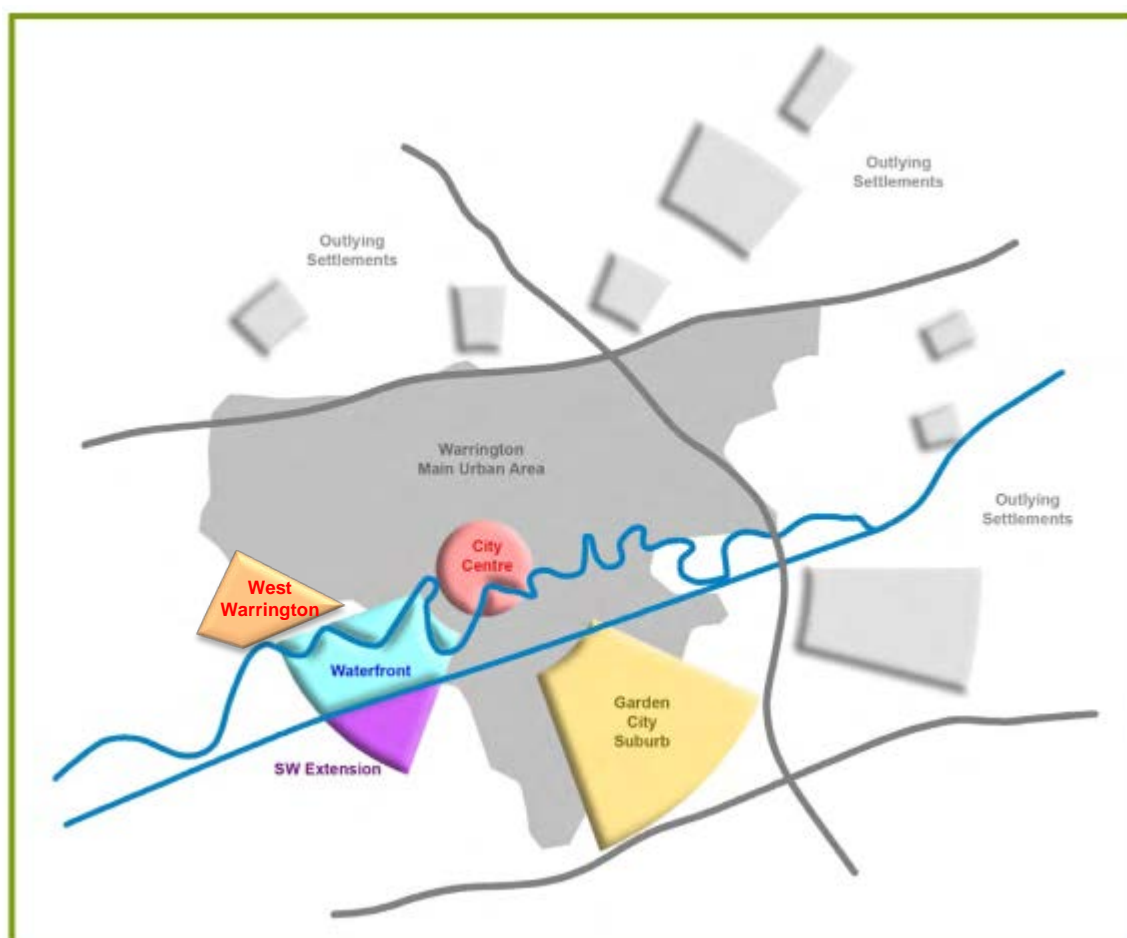 Outlying
Settlements
Outlying
Settlements
Warrington
Main Urban Area
Outlying
Settlements
City
Centre
West
Warrington
Waterfront
Garden
City
Suburb
SW Extension